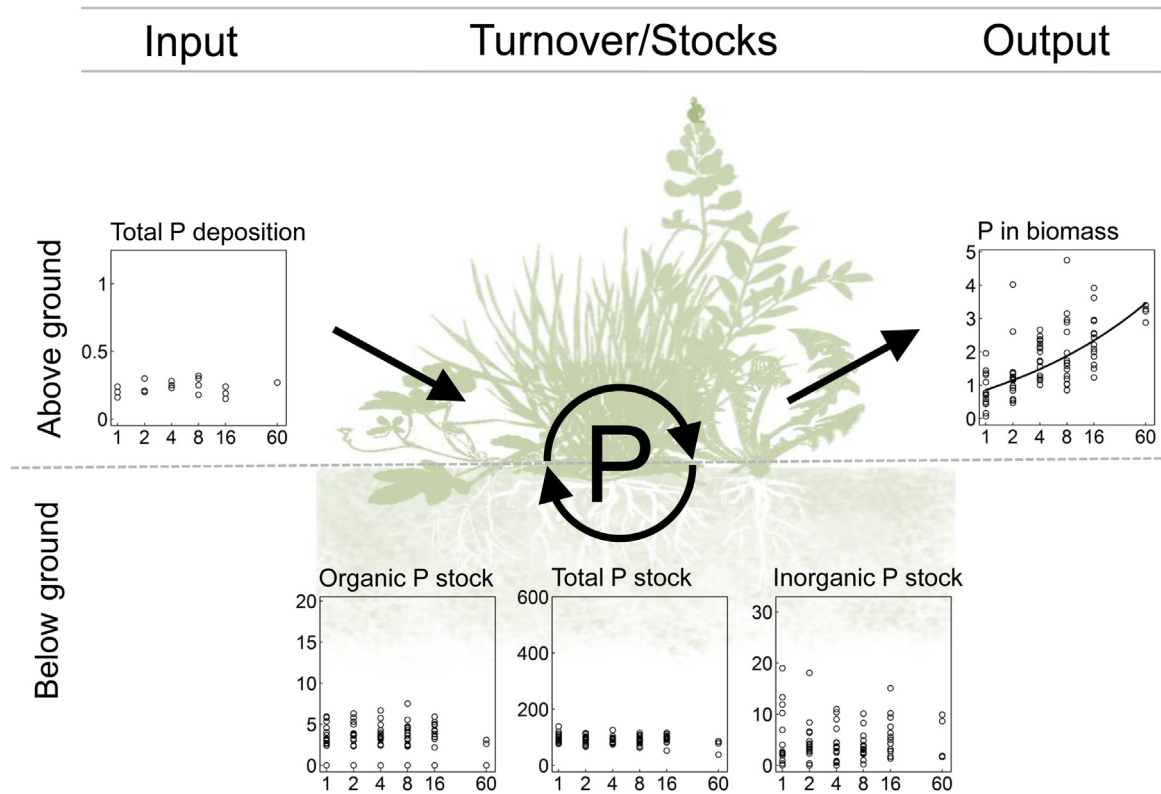 Input Turnover/Stocks Output
Above ground
Total P deposition
1
0.5
0
1 2 4 8 16 60
P in biomass
5
4
3
2
1
0
1 2 4 8 16 60
P
Below ground
Organic P stock
20
15
10
5
0
1 2 4 8 16 60
Total P stock
600
400
200
0
1 2 4 8 16 60
Inorganic P stock
30
20
10
0
1 2 4 8 16 60